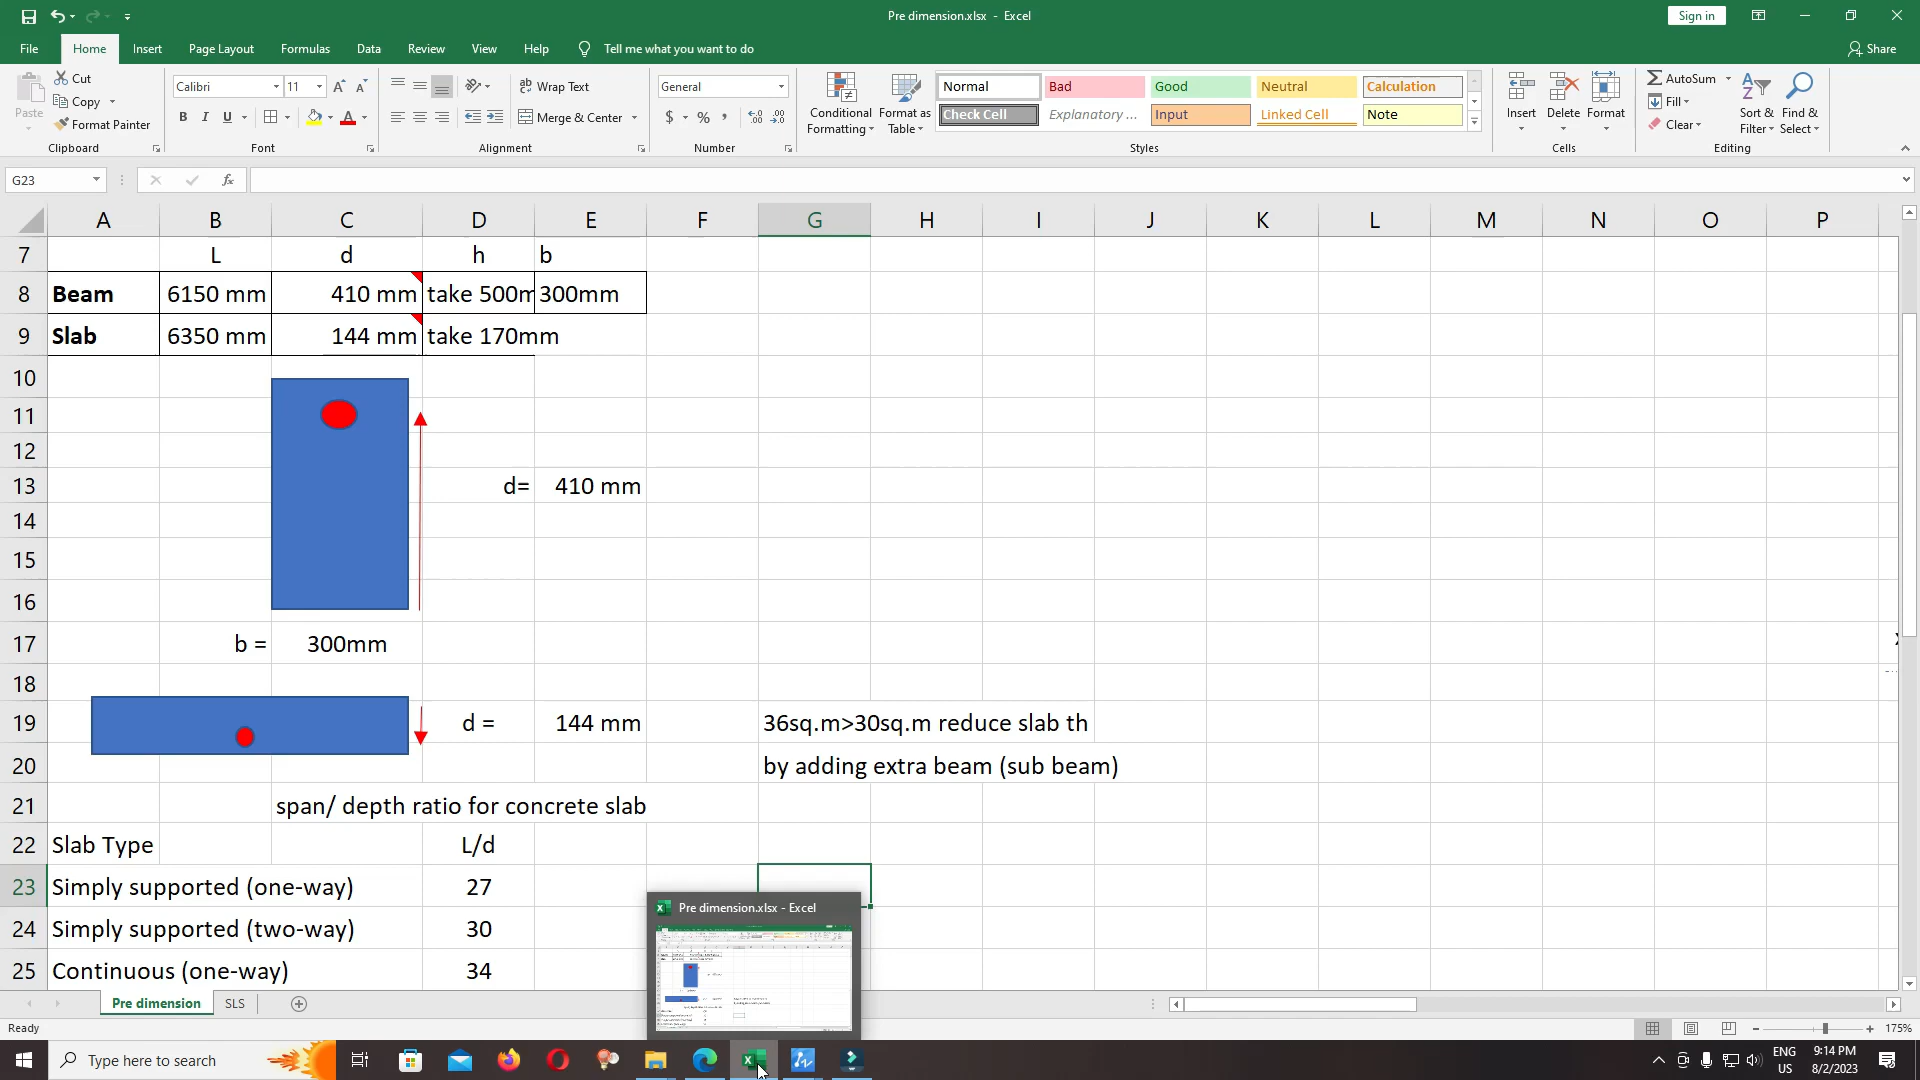 Pre dimension.xlsx - Excel
Sign in
File
Home
Insert
Page Layout
Formulas
Data
Review
View
Help
Tell me what you want to do
Share
Paste
Cut
Copy
Format Painter
Clipboard
Calibri
11
Font
Wrap Text
Merge & Center
Alignment
General
Number
Conditional Formatting
Format as Table
Normal
Bad
Good
Neutral
Calculation
Check Cell
Explanatory ...
Input
Linked Cell
Note
Styles
Insert
Delete
Format
Cells
AutoSum
Fill
Clear
Sort & Filter
Find & Select
Editing
G23
fx
A B C D E F G H I J K L M N O P
7 L d h b
8 Beam 6150 mm 410 mm take 500m 300mm
9 Slab 6350 mm 144 mm take 170mm
10
11
12
13 d= 410 mm
14
15
16
17 b = 300mm
18
19 d = 144 mm 36sq.m>30sq.m reduce slab th
20 by adding extra beam (sub beam)
21 span/ depth ratio for concrete slab
22 Slab Type L/d
23 Simply supported (one-way) 27
24 Simply supported (two-way) 30
25 Continuous (one-way) 34
Pre dimension.xlsx - Excel
Pre dimension
SLS
Ready
175%
Type here to search
ENG
US
9:14 PM
8/2/2023